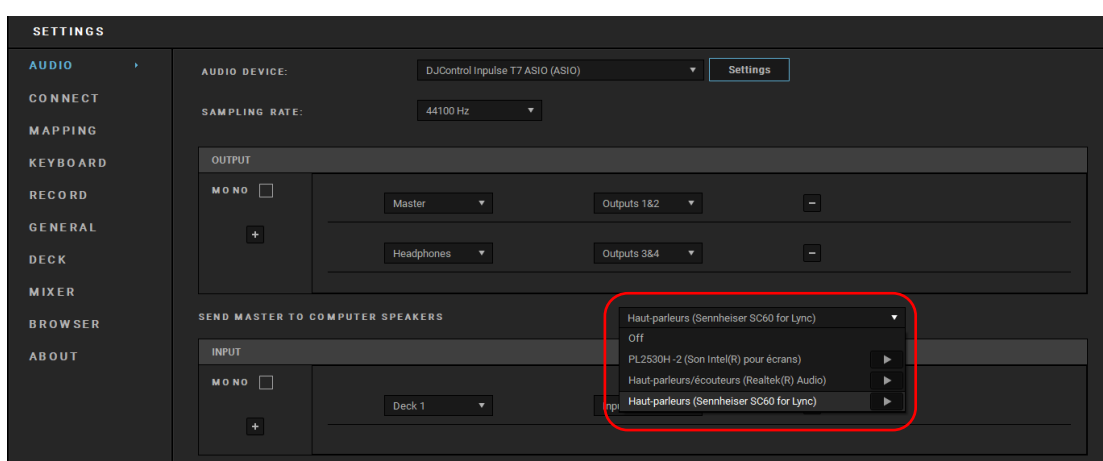 SETTINGS
AUDIO
CONNECT
MAPPING
KEYBOARD
RECORD
GENERAL
DECK
MIXER
BROWSER
ABOUT
AUDIO DEVICE: DJControl Inpulse T7 ASIO (ASIO) Settings
SAMPLING RATE: 44100 Hz
OUTPUT
MONO
Master Outputs 1&2
Headphones Outputs 3&4
SEND MASTER TO COMPUTER SPEAKERS Haut-parleurs (Sennheiser SC60 for Lync)
Off
PL2530H -2 (Son Intel(R) pour écrans)
Haut-parleurs/écouteurs (Realtek(R) Audio)
Haut-parleurs (Sennheiser SC60 for Lync)
INPUT
MONO
Deck 1